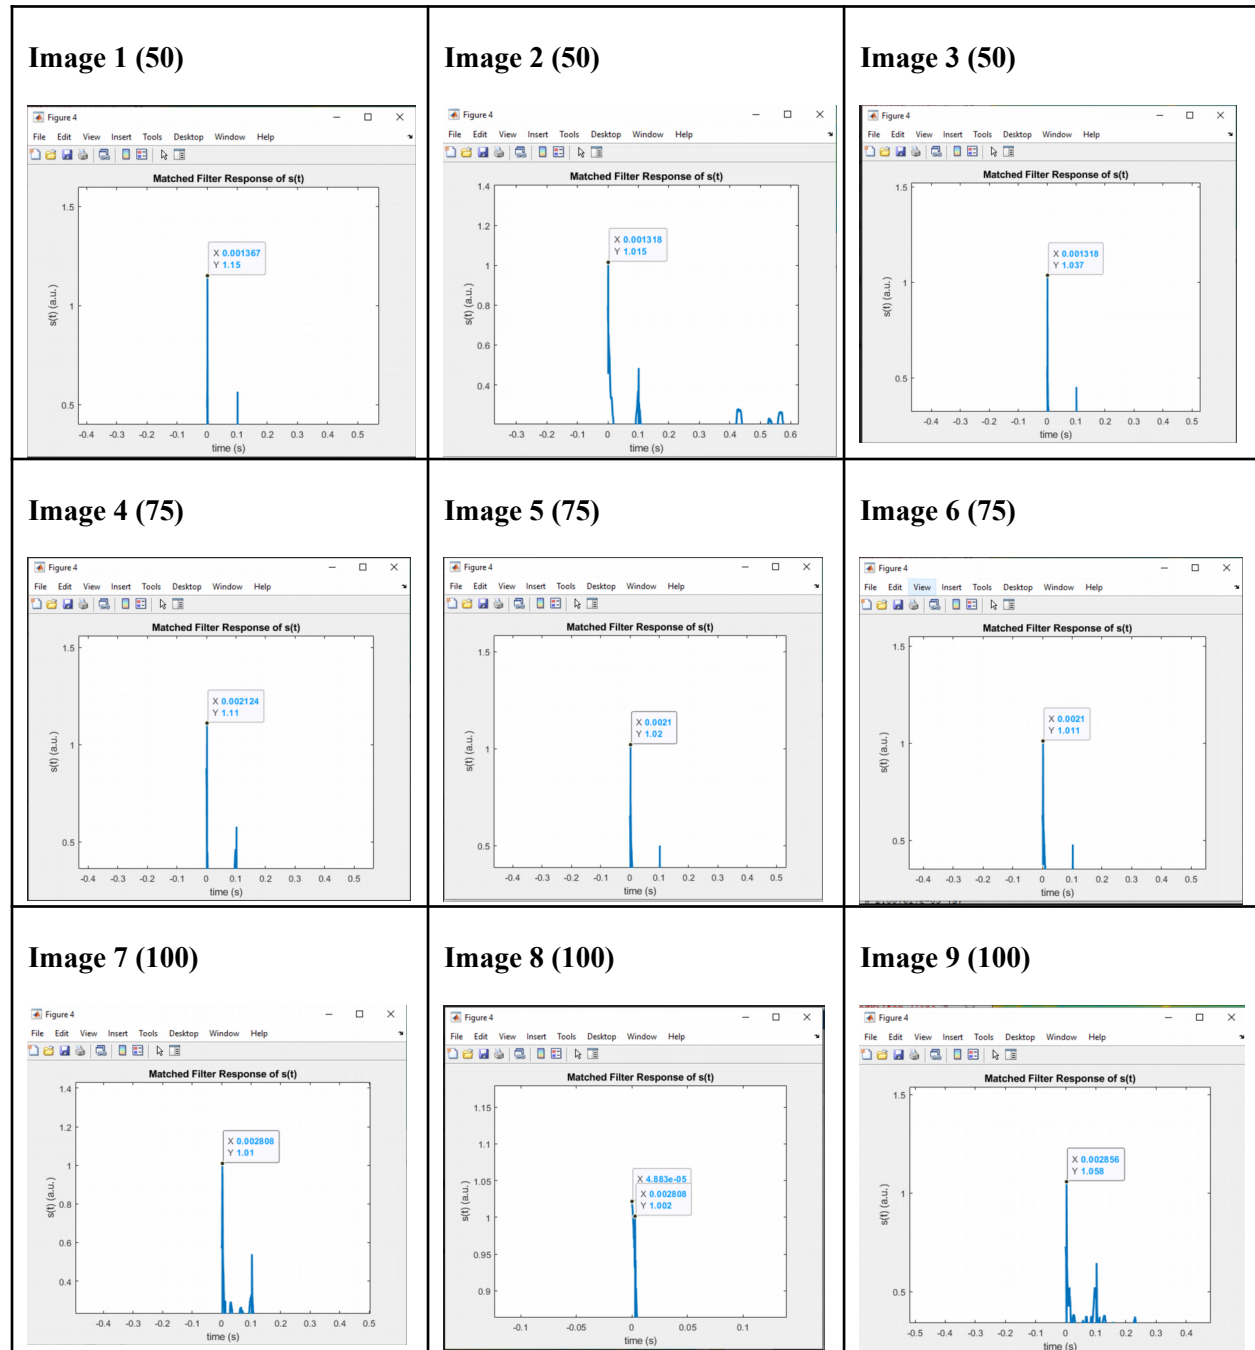 Image 1 (50)
Figure 4
File Edit View Insert Tools Desktop Window Help
Matched Filter Response of s(t)
X 0.001367
Y 1.15
1.5
1
0.5
s(t) (a.u.)
-0.4 -0.3 -0.2 -0.1 0 0.1 0.2 0.3 0.4 0.5
time (s)
Image 2 (50)
Figure 4
File Edit View Insert Tools Desktop Window Help
Matched Filter Response of s(t)
X 0.001318
Y 1.015
1.4
1.2
1
0.8
0.6
0.4
s(t) (a.u.)
-0.3 -0.2 -0.1 0 0.1 0.2 0.3 0.4 0.5 0.6
time (s)
Image 3 (50)
Figure 4
File Edit View Insert Tools Desktop Window Help
Matched Filter Response of s(t)
X 0.001318
Y 1.037
1.5
1
0.5
s(t) (a.u.)
-0.4 -0.3 -0.2 -0.1 0 0.1 0.2 0.3 0.4 0.5
time (s)
Image 4 (75)
Figure 4
File Edit View Insert Tools Desktop Window Help
Matched Filter Response of s(t)
X 0.002124
Y 1.11
1.5
1
0.5
s(t) (a.u.)
-0.4 -0.3 -0.2 -0.1 0 0.1 0.2 0.3 0.4 0.5
time (s)
Image 5 (75)
Figure 4
File Edit View Insert Tools Desktop Window Help
Matched Filter Response of s(t)
X 0.0021
Y 1.02
1.5
1
0.5
s(t) (a.u.)
-0.4 -0.3 -0.2 -0.1 0 0.1 0.2 0.3 0.4 0.5
time (s)
Image 6 (75)
Figure 4
File Edit View Insert Tools Desktop Window Help
Matched Filter Response of s(t)
X 0.0021
Y 1.011
1.5
1
0.5
s(t) (a.u.)
-0.4 -0.3 -0.2 -0.1 0 0.1 0.2 0.3 0.4 0.5
time (s)
Image 7 (100)
Figure 4
File Edit View Insert Tools Desktop Window Help
Matched Filter Response of s(t)
X 0.002808
Y 1.01
1.4
1.2
1
0.8
0.6
0.4
s(t) (a.u.)
-0.4 -0.3 -0.2 -0.1 0 0.1 0.2 0.3 0.4 0.5
time (s)
Image 8 (100)
Figure 4
File Edit View Insert Tools Desktop Window Help
Matched Filter Response of s(t)
X 4.883e-05
X 0.002808
Y 1.002
1.15
1.1
1.05
1
0.95
0.9
s(t) (a.u.)
-0.1 -0.05 0 0.05 0.1
time (s)
Image 9 (100)
Figure 4
File Edit View Insert Tools Desktop Window Help
Matched Filter Response of s(t)
X 0.002856
Y 1.058
1.5
1
0.5
s(t) (a.u.)
-0.5 -0.4 -0.3 -0.2 -0.1 0 0.1 0.2 0.3 0.4
time (s)